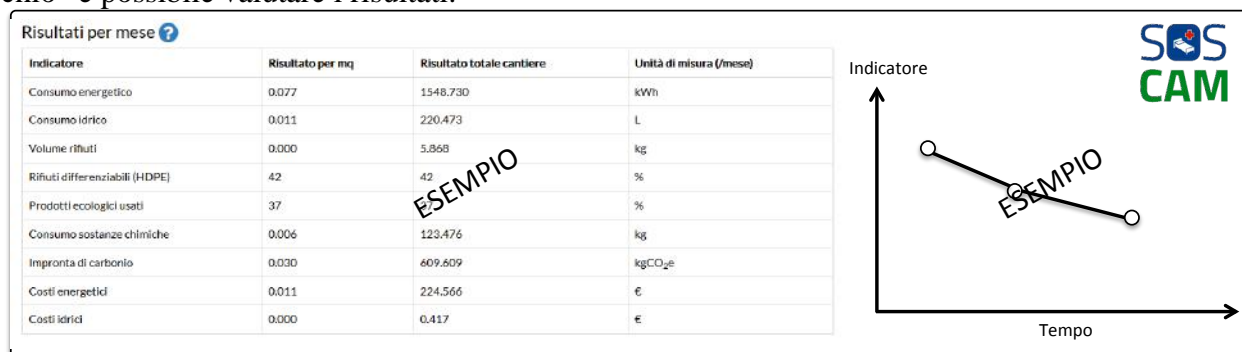 Risultati per mese ?
Indicatore Risultato per mq Risultato totale cantiere Unità di misura (/mese)
Consumo energetico 0.077 1548.730 kWh
Consumo idrico 0.011 220.473 L
Volume rifiuti 0.000 5.868 kg
Rifiuti differenziabili (HDPE) 42 42 %
Prodotti ecologici usati 37 %
Consumo sostanze chimiche 0.006 123.476 kg
Impronta di carbonio 0.030 609.609 kgCO₂e
Costi energetici 0.011 224.566 €
Costi idrici 0.000 0.417 €
ESEMPIO
SOS
CAM
Indicatore
ESEMPIO
Tempo